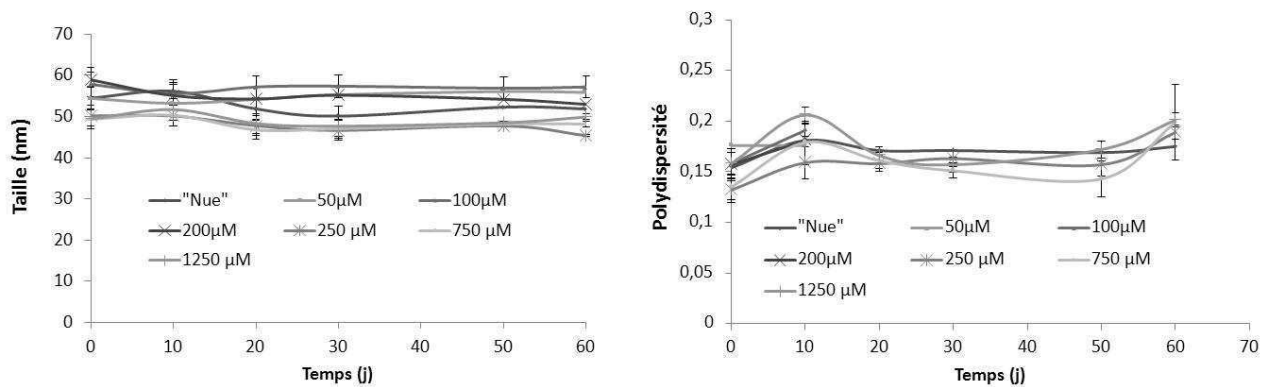 70
60
50
40
30
20
10
0
Taille (nm)
"Nue" 50µM 100µM
200µM 250 µM 750 µM
1250 µM
0 10 20 30 40 50 60
Temps (j)
0,3
0,25
0,2
0,15
0,1
0,05
0
Polydispersité
"Nue" 50µM 100µM
200µM 250 µM 750 µM
1250 µM
0 10 20 30 40 50 60 70
Temps (j)